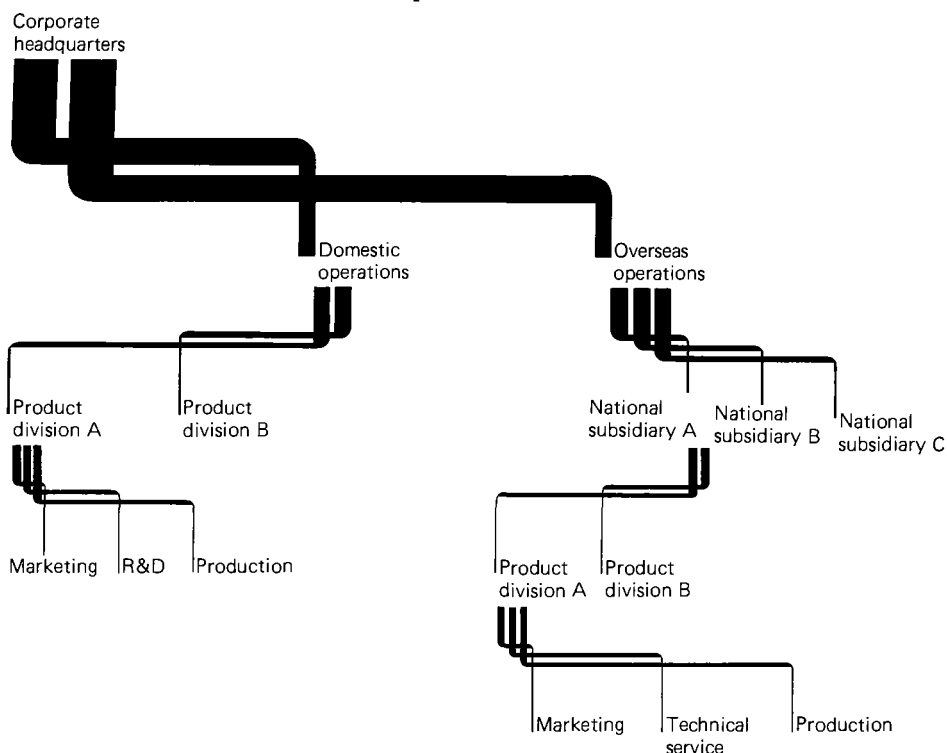 Corporate
headquarters
Domestic
operations
Overseas
operations
Product
division A
Product
division B
National
subsidiary A
National
subsidiary B
National
subsidiary C
Marketing
R&D
Production
Product
division A
Product
division B
Marketing
Technical
service
Production